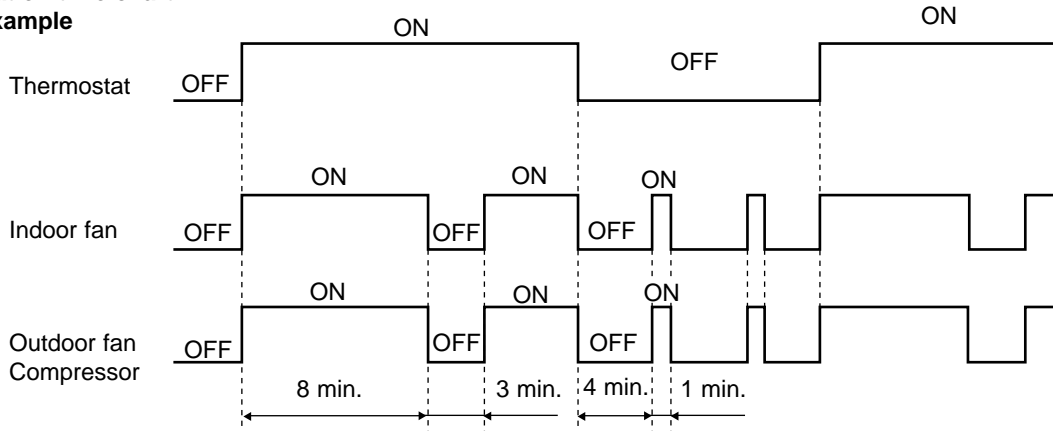 xample
ON
ON
Thermostat
OFF
OFF
ON
ON
ON
Indoor fan
OFF
OFF
OFF
ON
ON
ON
Outdoor fan
Compressor
OFF
OFF
OFF
8 min.
3 min.
4 min.
1 min.